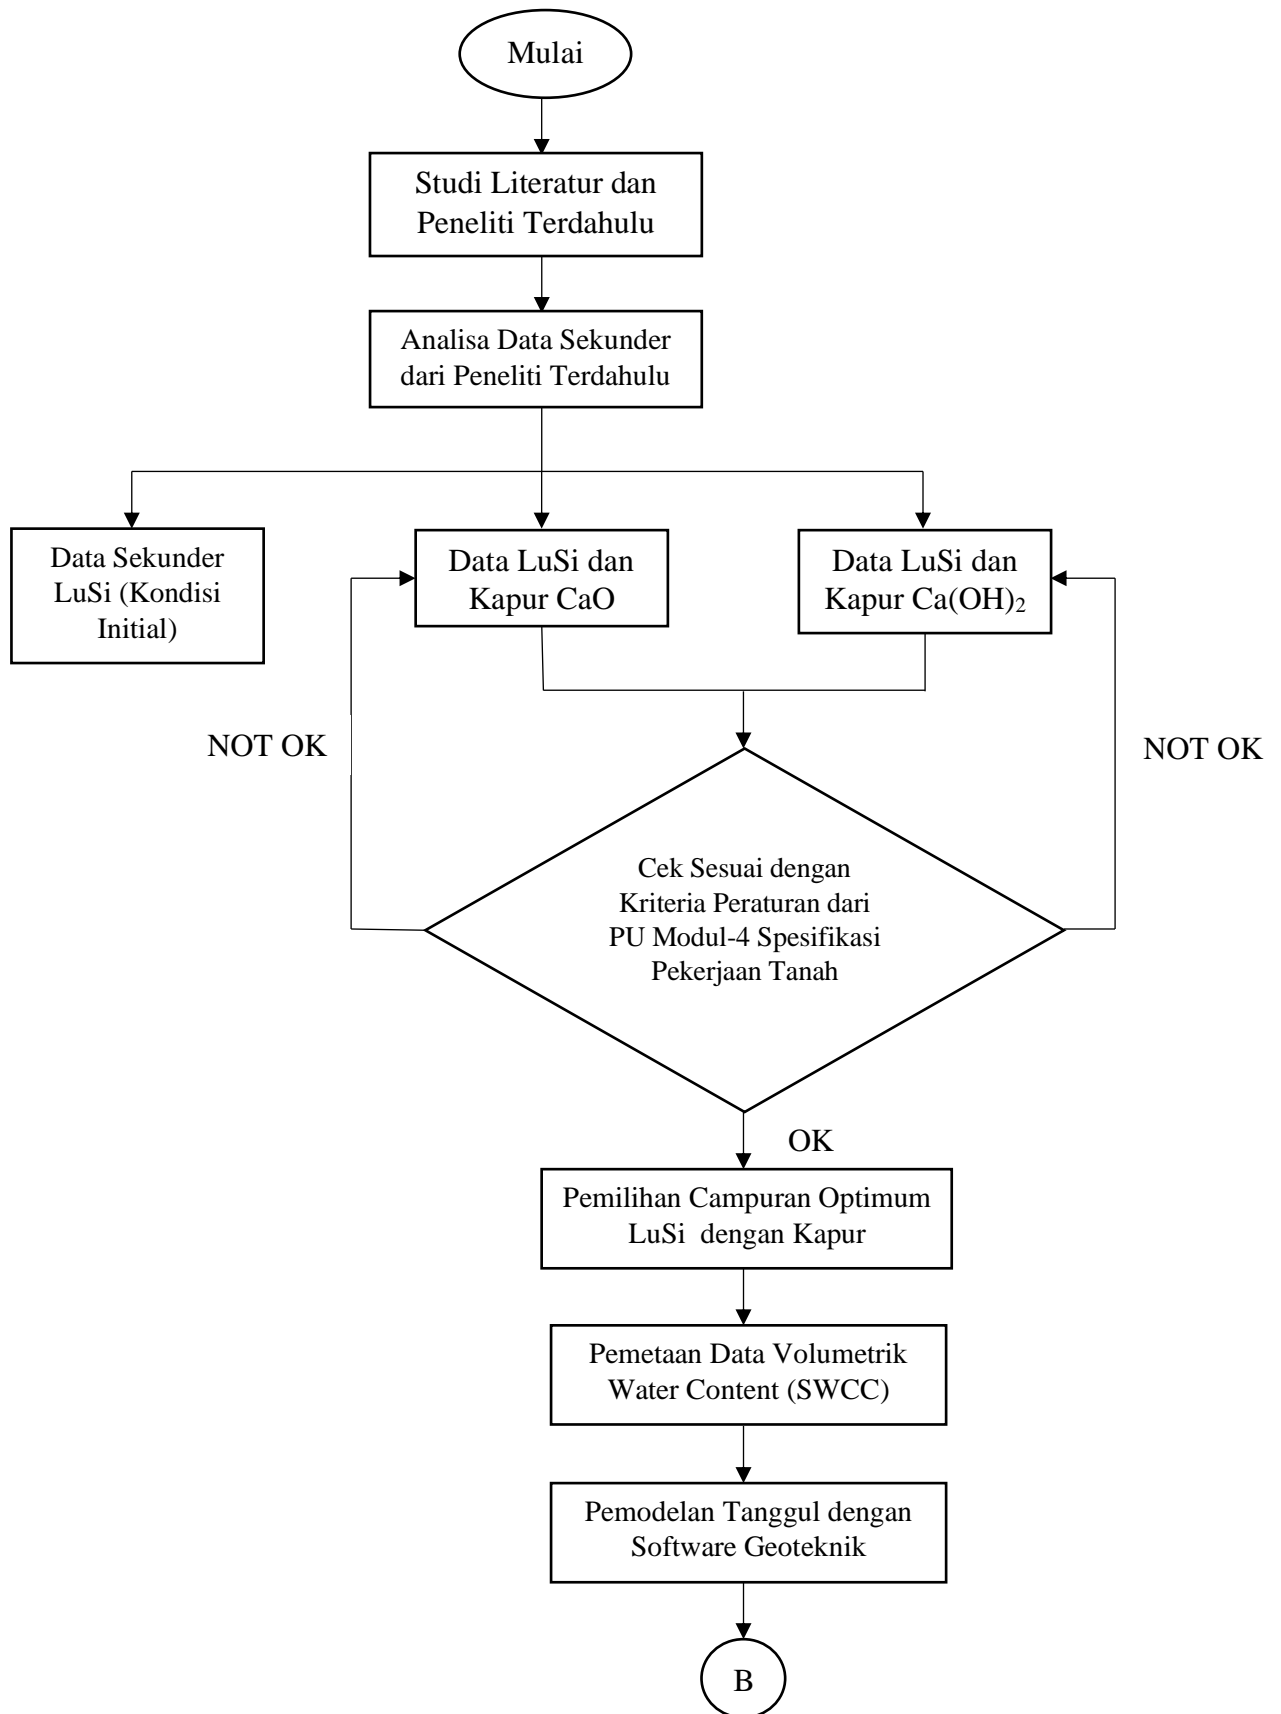 Mulai
Studi Literatur dan
Peneliti Terdahulu
Analisa Data Sekunder
dari Peneliti Terdahulu
Data Sekunder
LuSi (Kondisi
Initial)
Data LuSi dan
Kapur CaO
Data LuSi dan
Kapur Ca(OH)₂
NOT OK
NOT OK
Cek Sesuai dengan
Kriteria Peraturan dari
PU Modul-4 Spesifikasi
Pekerjaan Tanah
OK
Pemilihan Campuran Optimum
LuSi dengan Kapur
Pemetaan Data Volumetrik
Water Content (SWCC)
Pemodelan Tanggul dengan
Software Geoteknik
B